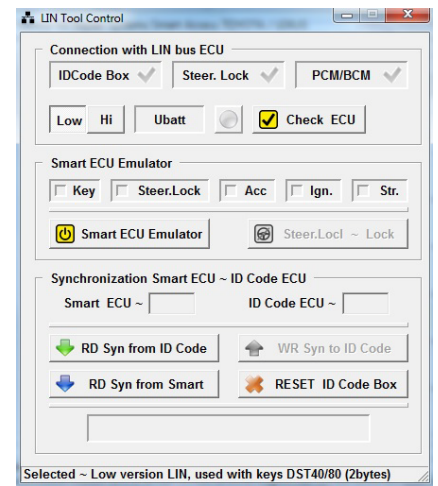 LIN Tool Control
Connection with LIN bus ECU
IDCode Box Steer. Lock PCM/BCM
Low Hi Ubatt Check ECU
Smart ECU Emulator
Key Steer.Lock Acc Ign. Str.
Smart ECU Emulator Steer.Locl ~ Lock
Synchronization Smart ECU ~ ID Code ECU
Smart ECU ~ ID Code ECU ~
RD Syn from ID Code WR Syn to ID Code
RD Syn from Smart RESET ID Code Box
Selected ~ Low version LIN, used with keys DST40/80 (2bytes)